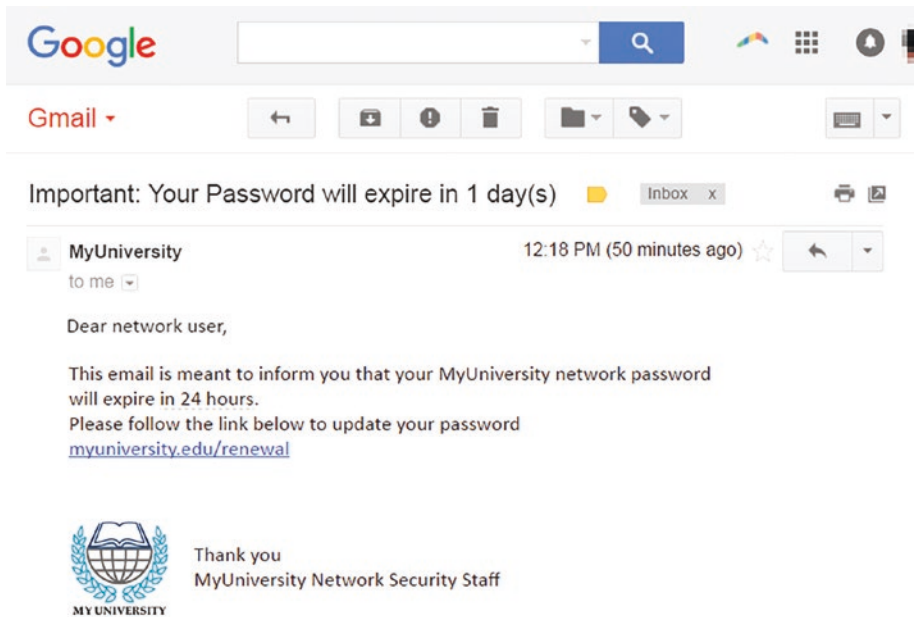 Google
Gmail
Important: Your Password will expire in 1 day(s) Inbox x
MyUniversity 12:18 PM (50 minutes ago)
to me
Dear network user,
This email is meant to inform you that your MyUniversity network password
will expire in 24 hours.
Please follow the link below to update your password
myuniversity.edu/renewal
Thank you
MyUniversity Network Security Staff
MY UNIVERSITY